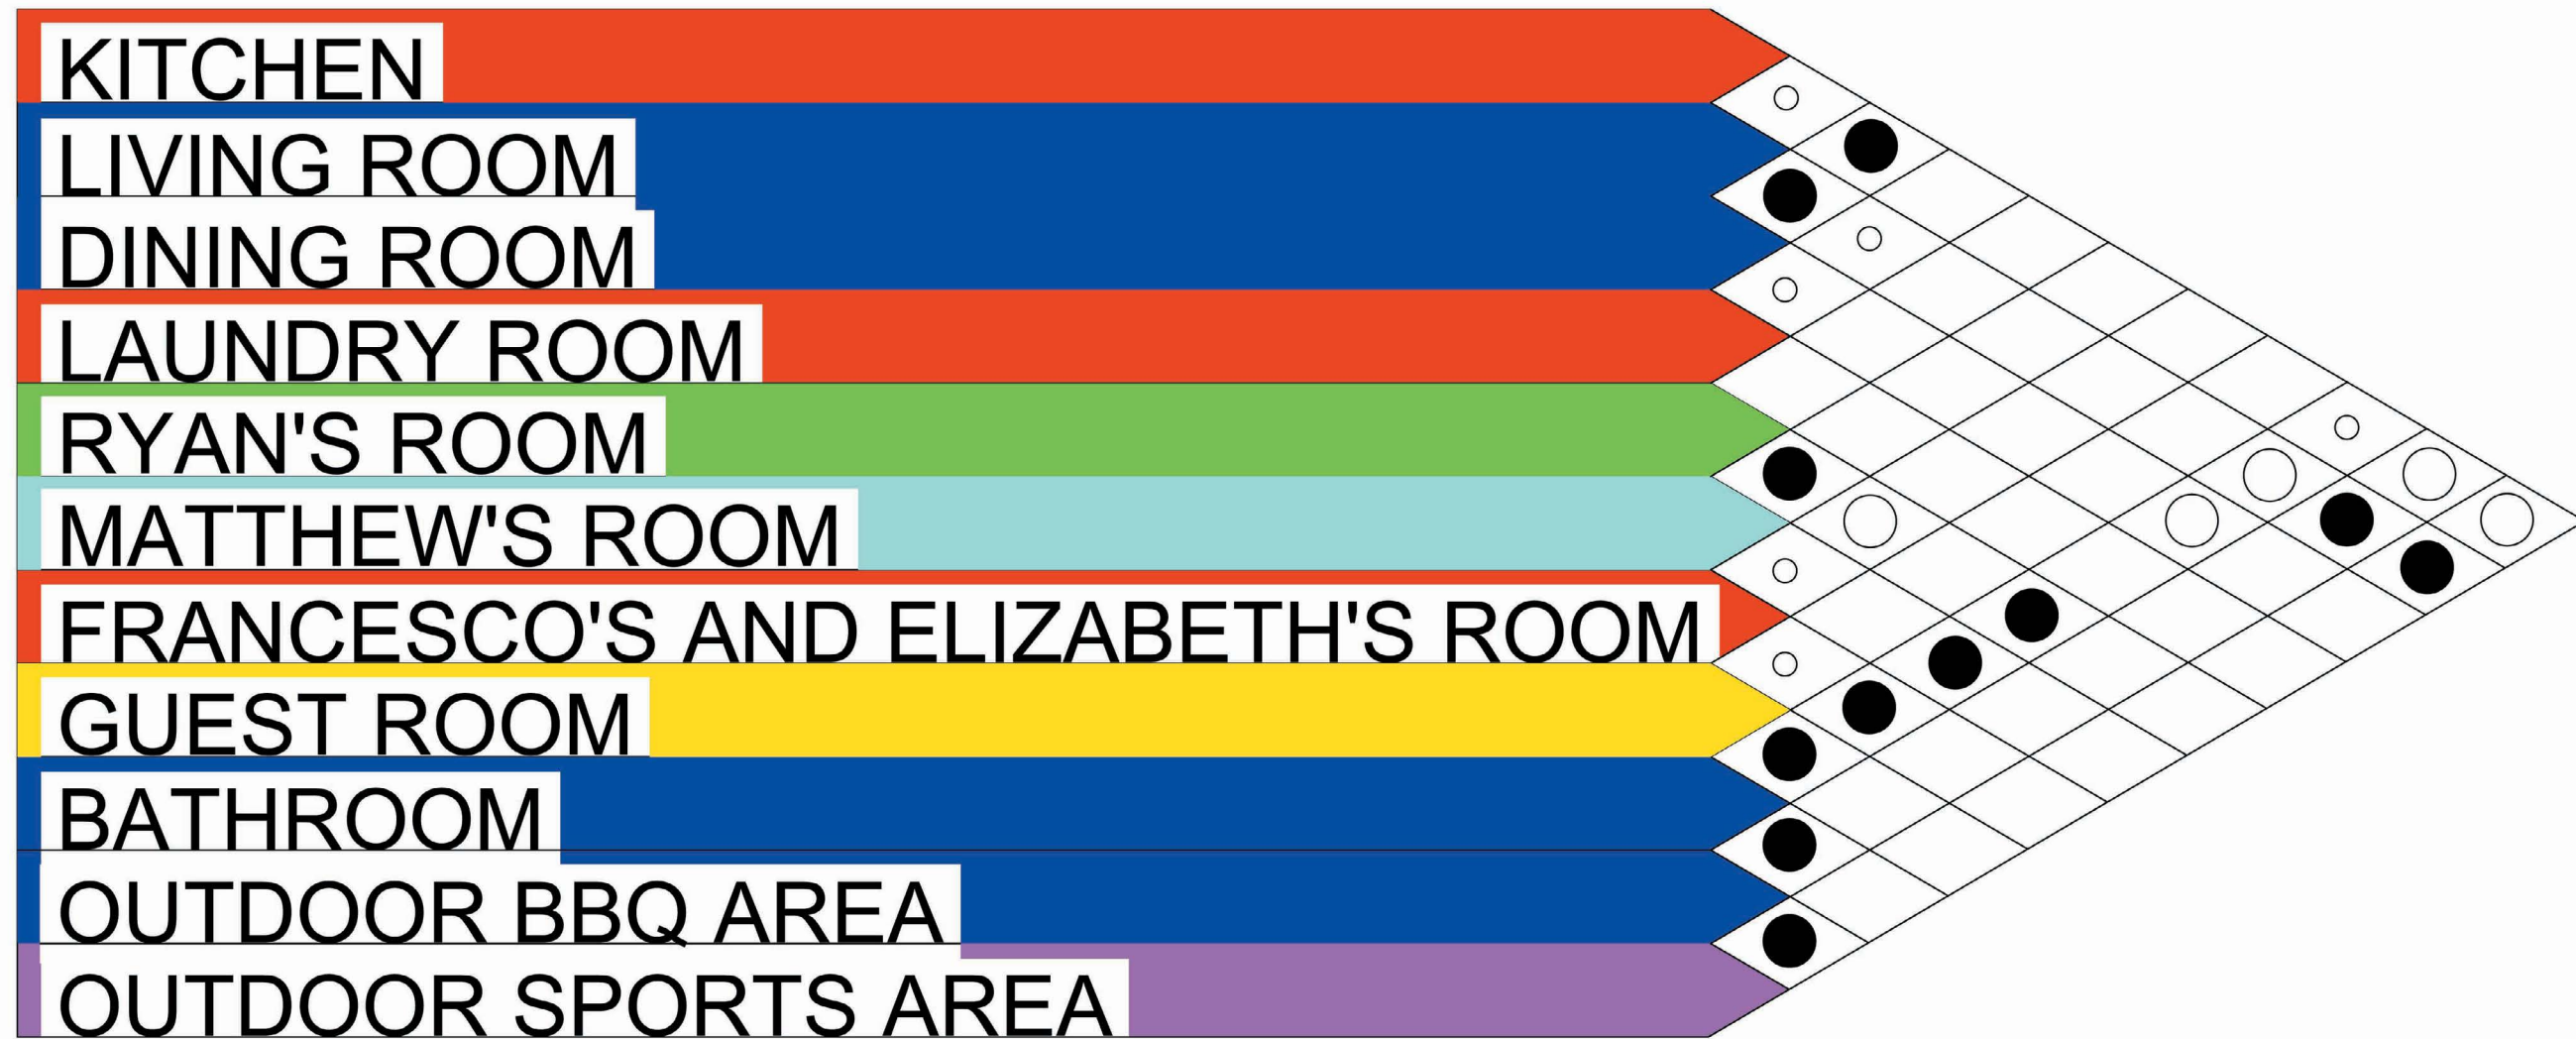 KITCHEN
LIVING ROOM
DINING ROOM
LAUNDRY ROOM
RYAN'S ROOM
MATTHEW'S ROOM
FRANCESCO'S AND ELIZABETH'S ROOM
GUEST ROOM
BATHROOM
OUTDOOR BBQ AREA
OUTDOOR SPORTS AREA